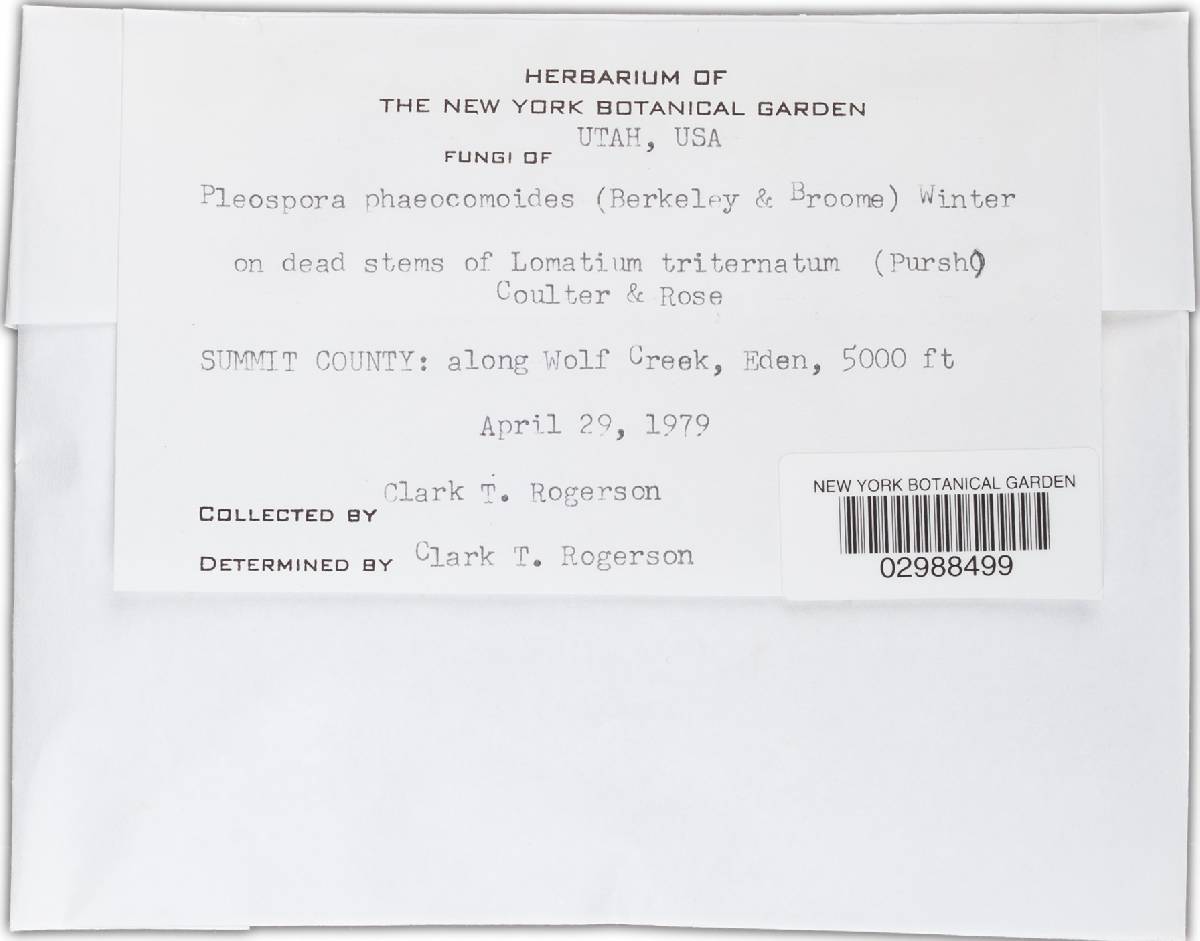 HERBARIUM OF
THE NEW YORK BOTANICAL GARDEN
UTAH, USA
FUNGI OF
Pleospora phaeocomoides (Berkeley & Broome) Winter
on dead stems of Lomatium triternatum (Pursh)
Coulter & Rose
SUMMIT COUNTY: along Wolf Creek, Eden, 5000 ft
April 29, 1979
Clark T. Rogerson
COLLECTED BY
DETERMINED BY Clark T. Rogerson
NEW YORK BOTANICAL GARDEN
02988499